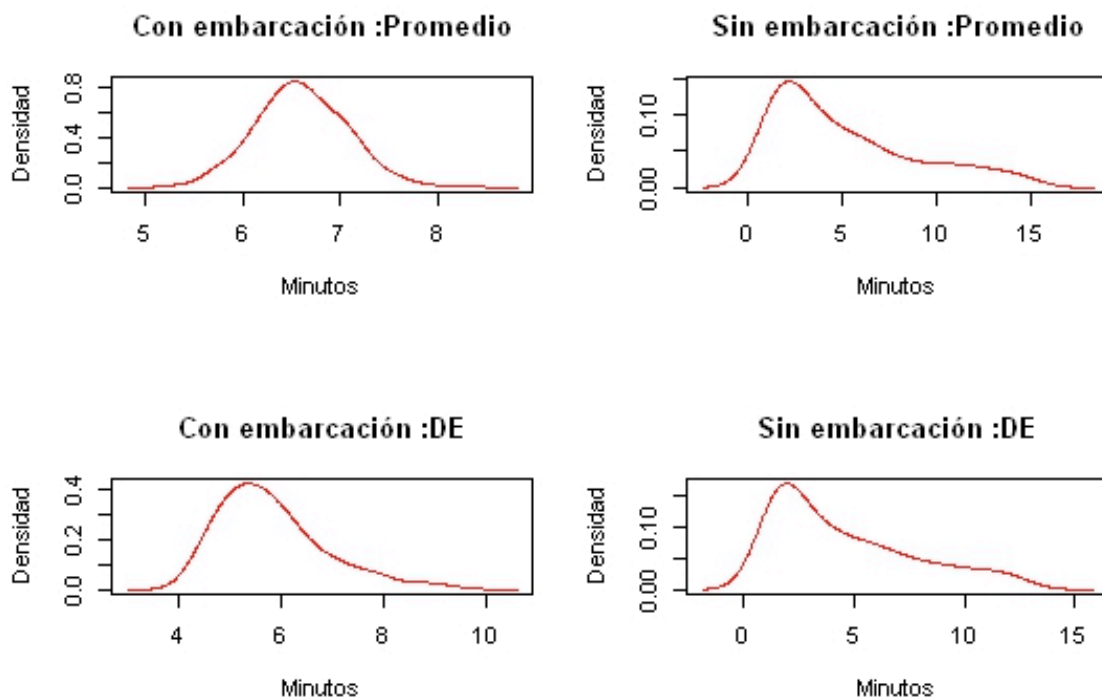 Con embarcación :Promedio
Densidad
0.0 0.4 0.8
5 6 7 8
Minutos
Sin embarcación :Promedio
Densidad
0.00 0.10
0 5 10 15
Minutos
Con embarcación :DE
Densidad
0.0 0.2 0.4
4 6 8 10
Minutos
Sin embarcación :DE
Densidad
0.00 0.10
0 5 10 15
Minutos